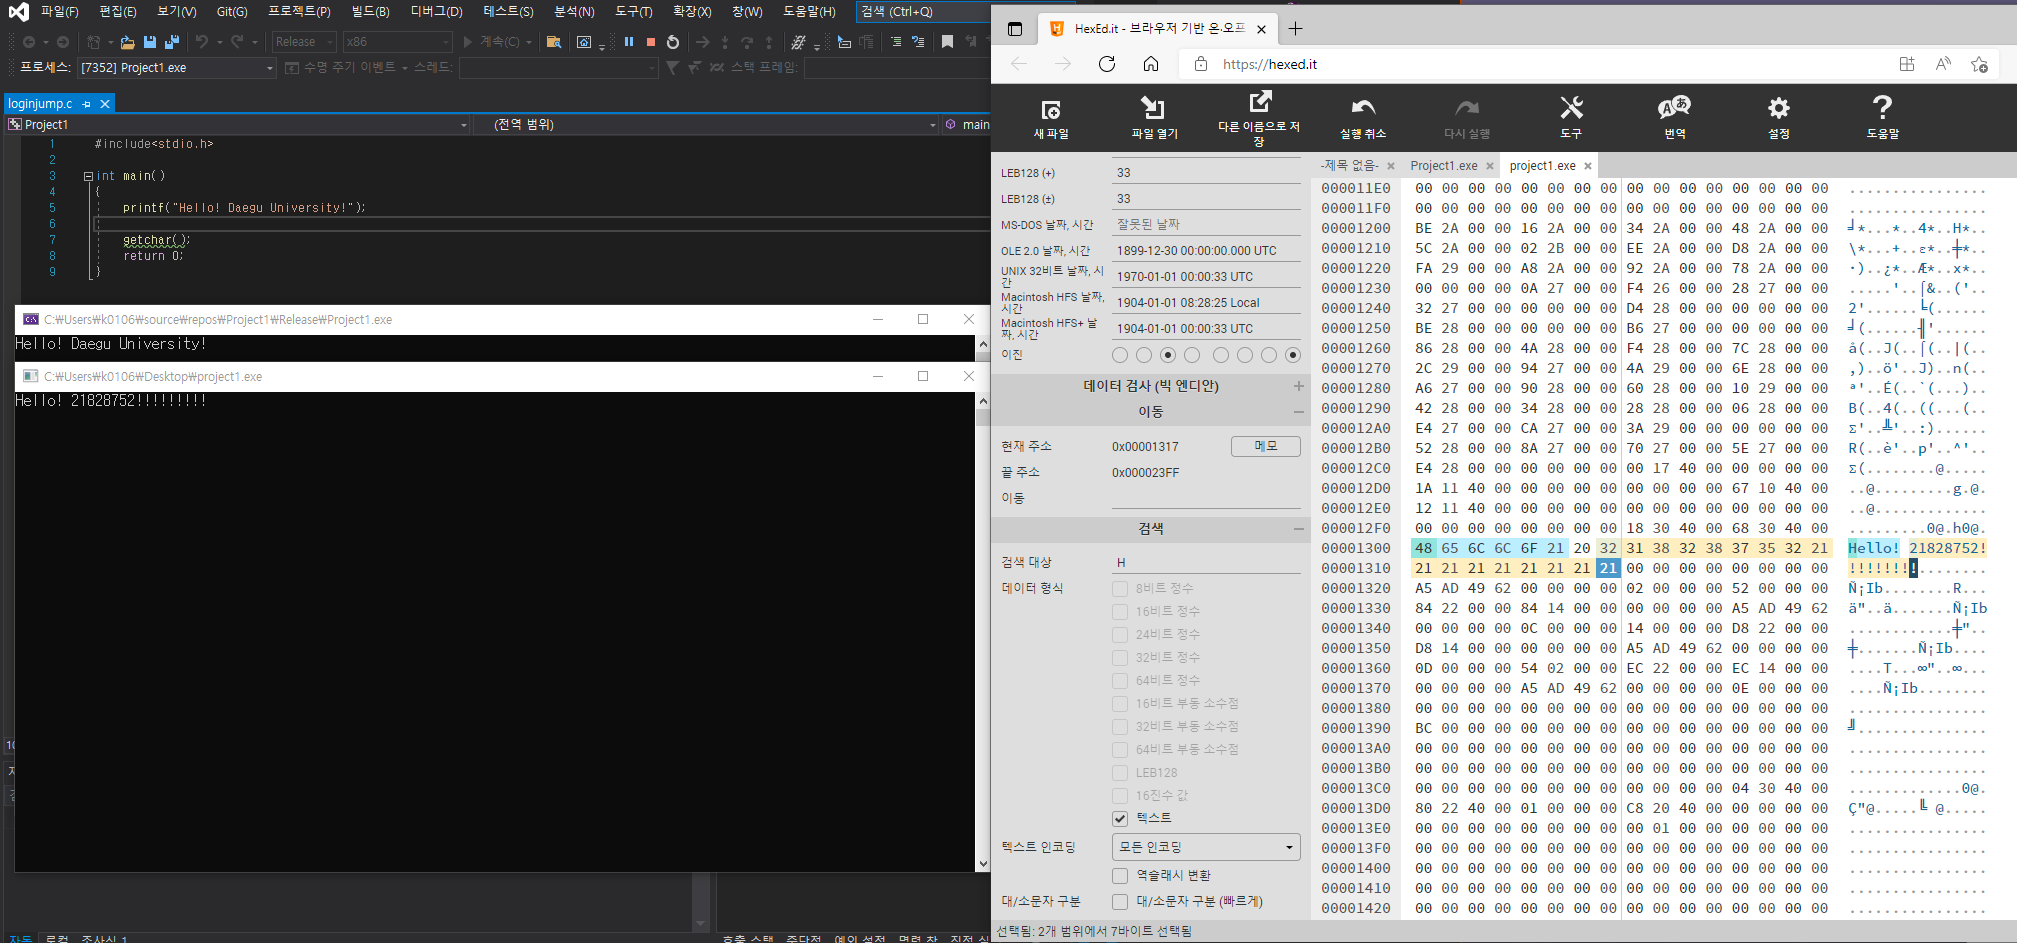 파일(F) 편집(E) 보기(V) Git(G) 프로젝트(P) 빌드(B) 디버그(D) 테스트(S) 분석(N) 도구(T) 확장(X) 창(W) 도움말(H) 검색 (Ctrl+Q)
Release x86 계속(C)
프로세스: [7352] Project1.exe 수명 주기 이벤트 스레드: 스택 프레임:
loginjump.c
Project1 (전역 범위) main
1 #include<stdio.h>
2
3 int main()
4 {
5 printf("Hello! Daegu University!");
6
7 getchar();
8 return 0;
9 }
C:₩Users₩k0106₩source₩repos₩Project1₩Release₩Project1.exe
Hello! Daegu University!
C:₩Users₩k0106₩Desktop₩project1.exe
Hello! 21828752!!!!!!!!!
HexEd.it - 브라우저 기반 온.오프
https://hexed.it
새 파일 파일 열기 다른 이름으로 저장 실행 취소 다시 실행 도구 번역 설정 도움말
LEB128 (+) 33
LEB128 (±) 33
MS-DOS 날짜, 시간 잘못된 날짜
OLE 2.0 날짜, 시간 1899-12-30 00:00:00.000 UTC
UNIX 32비트 날짜, 시간 1970-01-01 00:00:33 UTC
Macintosh HFS 날짜, 시간 1904-01-01 08:28:25 Local
Macintosh HFS+ 날짜, 시간 1904-01-01 00:00:33 UTC
이진
데이터 검사 (빅 엔디안)
이동
현재 주소 0x00001317 메모
끝 주소 0x000023FF
이동
검색
검색 대상 H
데이터 형식 8비트 정수
16비트 정수
24비트 정수
32비트 정수
64비트 정수
16비트 부동 소수점
32비트 부동 소수점
64비트 부동 소수점
LEB128
16진수 값
텍스트
텍스트 인코딩 모든 인코딩
역슬래시 변환
대/소문자 구분 대/소문자 구분 (빠르게)
선택됨: 2개 범위에서 7바이트 선택됨
-제목 없음- Project1.exe project1.exe
000011E0 00 00 00 00 00 00 00 00 00 00 00 00 00 00 00 00 ................
000011F0 00 00 00 00 00 00 00 00 00 00 00 00 00 00 00 00 ................
00001200 BE 2A 00 00 16 2A 00 00 34 2A 00 00 48 2A 00 00 ╛*...*..4*..H*..
00001210 5C 2A 00 00 02 2B 00 00 EE 2A 00 00 D8 2A 00 00 \*...+..ε*..╪*..
00001220 FA 29 00 00 A8 2A 00 00 92 2A 00 00 78 2A 00 00 ·)..¿*..Æ*..x*..
00001230 00 00 00 00 0A 27 00 00 F4 26 00 00 28 27 00 00 .....'..⌠&..('..
00001240 32 27 00 00 00 00 00 00 D4 28 00 00 00 00 00 00 2'......╘(......
00001250 BE 28 00 00 00 00 00 00 B6 27 00 00 00 00 00 00 ╛(......╢'......
00001260 86 28 00 00 4A 28 00 00 F4 28 00 00 7C 28 00 00 å(..J(..⌠(..|(..
00001270 2C 29 00 00 94 27 00 00 4A 29 00 00 6E 28 00 00 ,)..ö'..J)..n(..
00001280 A6 27 00 00 90 28 00 00 60 28 00 00 10 29 00 00 ª'..É(..`(...)..
00001290 42 28 00 00 34 28 00 00 28 28 00 00 06 28 00 00 B(..4(..((...(..
000012A0 E4 27 00 00 CA 27 00 00 3A 29 00 00 00 00 00 00 Σ'..╩'..:)......
000012B0 52 28 00 00 8A 27 00 00 70 27 00 00 5E 27 00 00 R(..è'..p'..^'..
000012C0 E4 28 00 00 00 00 00 00 00 17 40 00 00 00 00 00 Σ(........@.....
000012D0 1A 11 40 00 00 00 00 00 00 00 00 00 67 10 40 00 ..@.........g.@.
000012E0 12 11 40 00 00 00 00 00 00 00 00 00 00 00 00 00 ..@.............
000012F0 00 00 00 00 00 00 00 00 18 30 40 00 68 30 40 00 .........0@.h0@.
00001300 48 65 6C 6C 6F 21 20 32 31 38 32 38 37 35 32 21 Hello! 21828752!
00001310 21 21 21 21 21 21 21 21 00 00 00 00 00 00 00 00 !!!!!!!!........
00001320 A5 AD 49 62 00 00 00 00 02 00 00 00 52 00 00 00 Ñ¡Ib........R...
00001330 84 22 00 00 84 14 00 00 00 00 00 00 A5 AD 49 62 ä"..ä.......Ñ¡Ib
00001340 00 00 00 00 0C 00 00 00 14 00 00 00 D8 22 00 00 ............╪"..
00001350 D8 14 00 00 00 00 00 00 A5 AD 49 62 00 00 00 00 ╪.......Ñ¡Ib....
00001360 0D 00 00 00 54 02 00 00 EC 22 00 00 EC 14 00 00 ....T...∞"..∞...
00001370 00 00 00 00 A5 AD 49 62 00 00 00 00 0E 00 00 00 ....Ñ¡Ib........
00001380 00 00 00 00 00 00 00 00 00 00 00 00 00 00 00 00 ................
00001390 BC 00 00 00 00 00 00 00 00 00 00 00 00 00 00 00 ╝...............
000013A0 00 00 00 00 00 00 00 00 00 00 00 00 00 00 00 00 ................
000013B0 00 00 00 00 00 00 00 00 00 00 00 00 00 00 00 00 ................
000013C0 00 00 00 00 00 00 00 00 00 00 00 00 04 30 40 00 .............0@.
000013D0 80 22 40 00 01 00 00 00 C8 20 40 00 00 00 00 00 Ç"@.....╚ @.....
000013E0 00 00 00 00 00 00 00 00 00 01 00 00 00 00 00 00 ................
000013F0 00 00 00 00 00 00 00 00 00 00 00 00 00 00 00 00 ................
00001400 00 00 00 00 00 00 00 00 00 00 00 00 00 00 00 00 ................
00001410 00 00 00 00 00 00 00 00 00 00 00 00 00 00 00 00 ................
00001420 00 00 00 00 00 00 00 00 00 00 00 00 00 00 00 00 ................